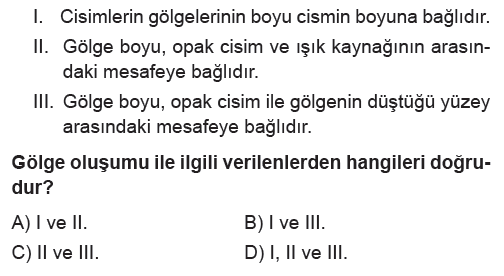 I. Cisimlerin gölgelerinin boyu cismin boyuna bağlıdır.
II. Gölge boyu, opak cisim ve ışık kaynağının arasın-
daki mesafeye bağlıdır.
III. Gölge boyu, opak cisim ile gölgenin düştüğü yüzey
arasındaki mesafeye bağlıdır.
Gölge oluşumu ile ilgili verilenlerden hangileri doğru-
dur?
A) I ve II. B) I ve III.
C) II ve III. D) I, II ve III.